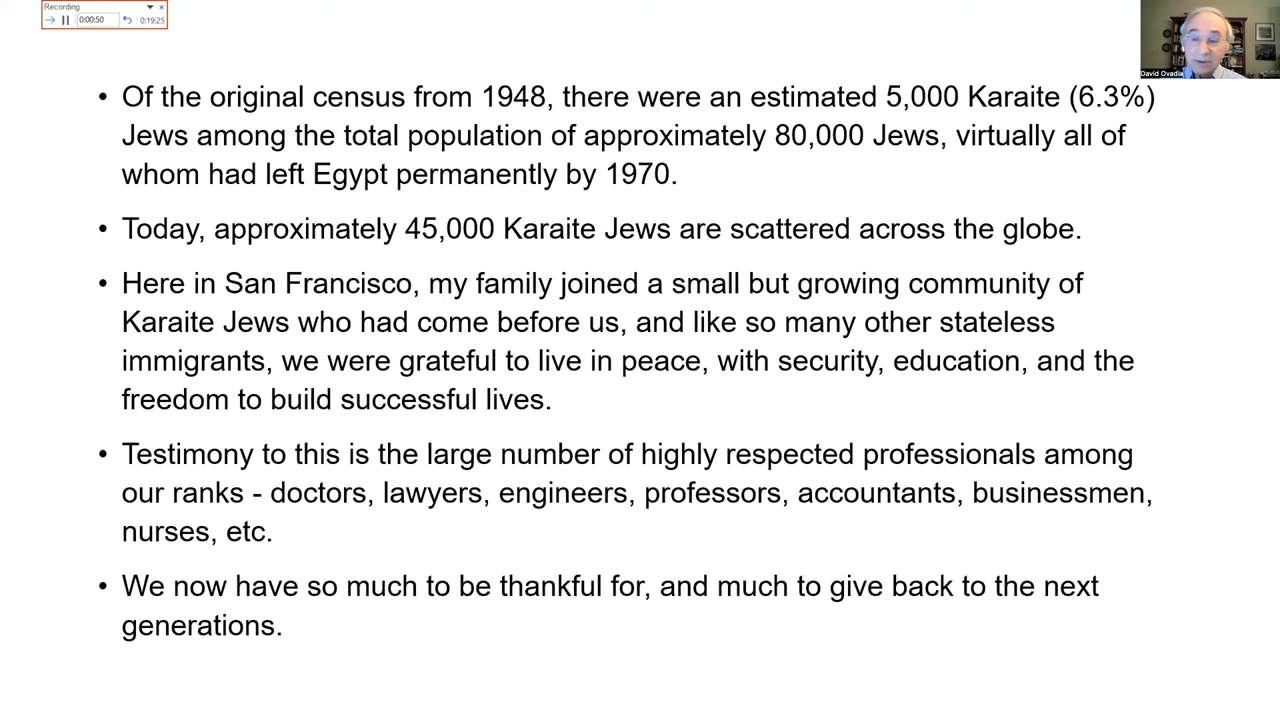 Recording
0:00:50
0:19:25
David Ovadia
• Of the original census from 1948, there were an estimated 5,000 Karaite (6.3%)
Jews among the total population of approximately 80,000 Jews, virtually all of
whom had left Egypt permanently by 1970.
• Today, approximately 45,000 Karaite Jews are scattered across the globe.
• Here in San Francisco, my family joined a small but growing community of
Karaite Jews who had come before us, and like so many other stateless
immigrants, we were grateful to live in peace, with security, education, and the
freedom to build successful lives.
• Testimony to this is the large number of highly respected professionals among
our ranks - doctors, lawyers, engineers, professors, accountants, businessmen,
nurses, etc.
• We now have so much to be thankful for, and much to give back to the next
generations.